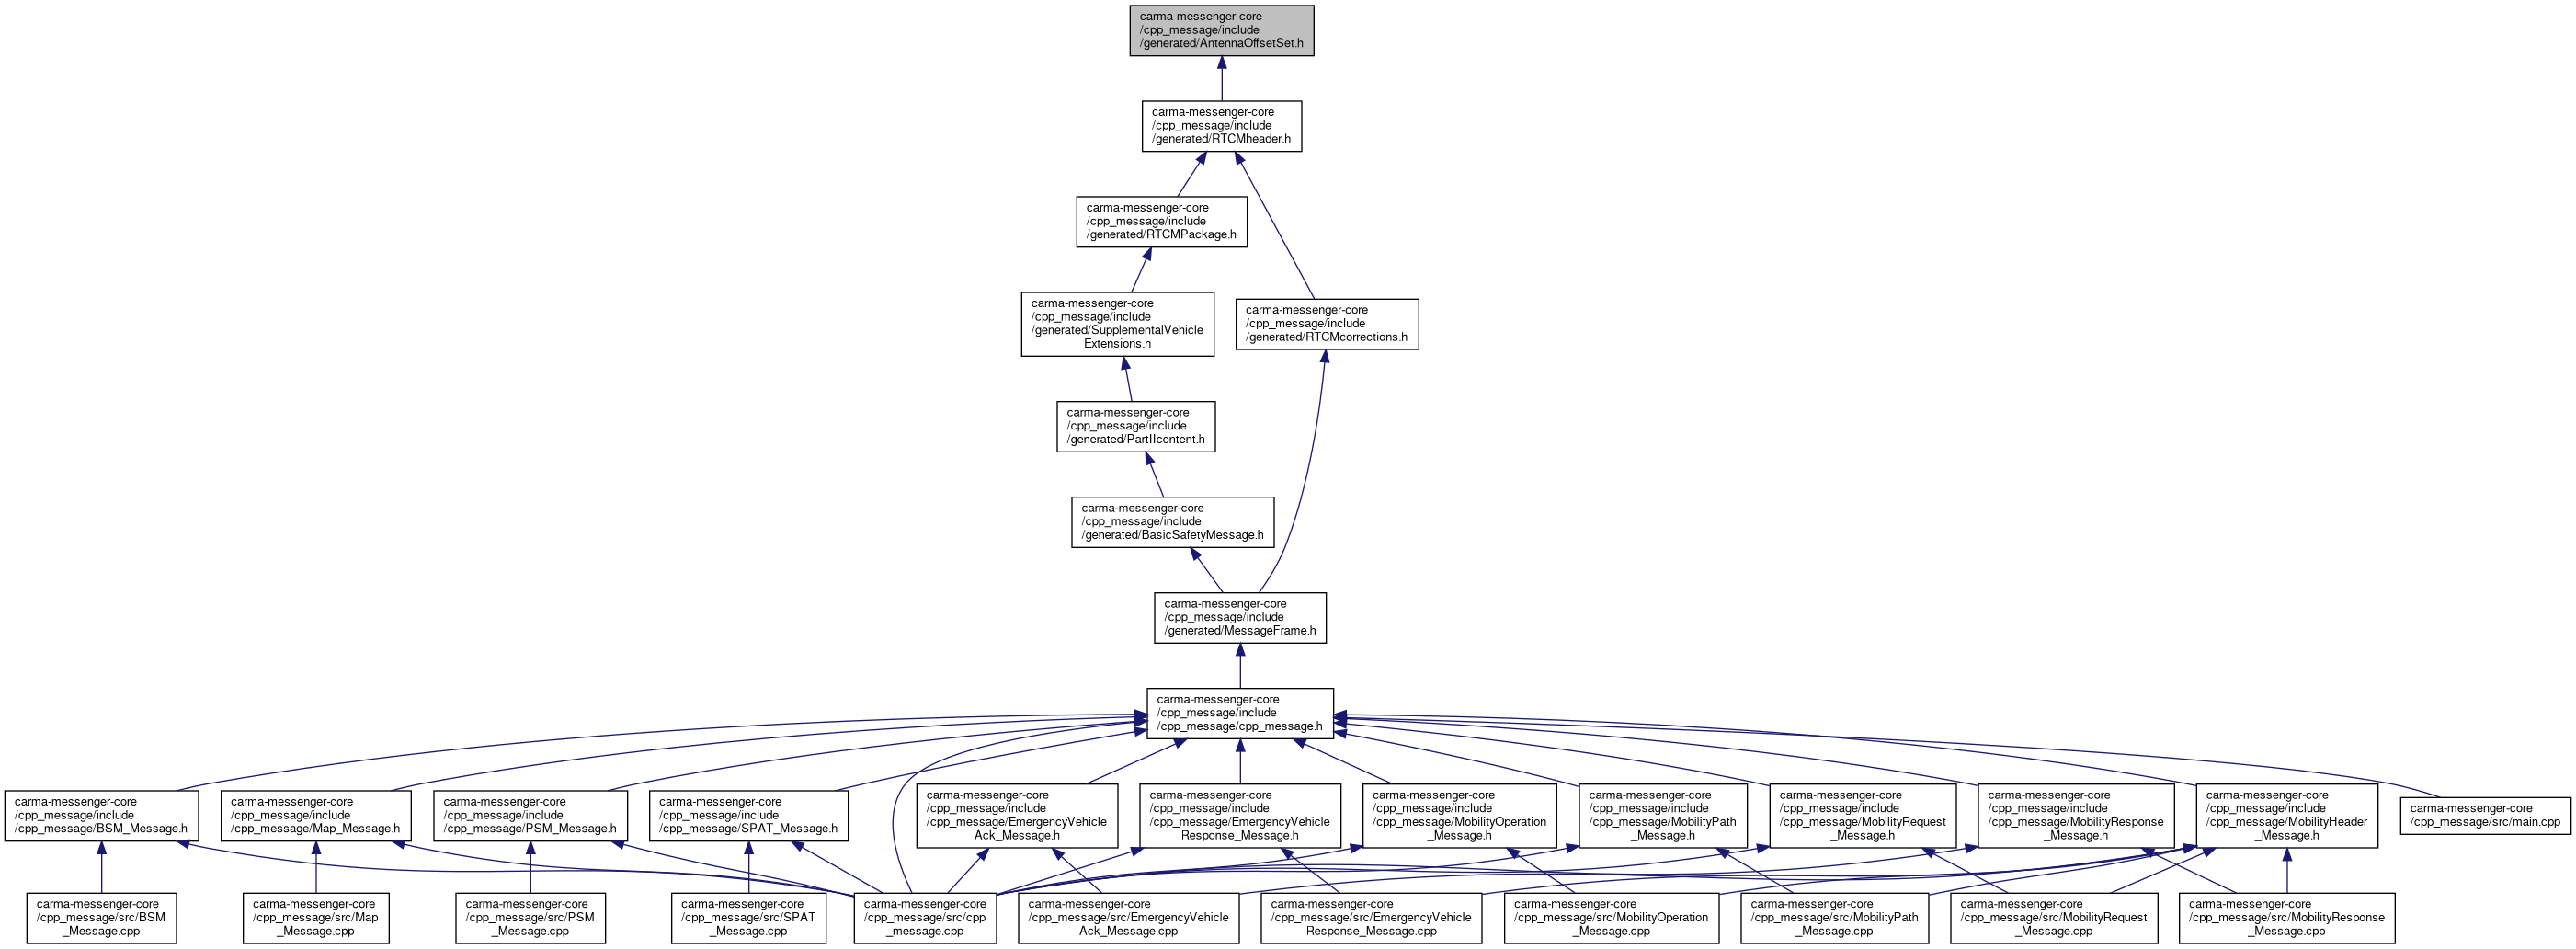 carma-messenger-core
/cpp_message/include
/generated/AntennaOffsetSet.h
carma-messenger-core
/cpp_message/include
/generated/RTCMheader.h
carma-messenger-core
/cpp_message/include
/generated/RTCMPackage.h
carma-messenger-core
/cpp_message/include
/generated/SupplementalVehicle
Extensions.h
carma-messenger-core
/cpp_message/include
/generated/RTCMcorrections.h
carma-messenger-core
/cpp_message/include
/generated/PartIIcontent.h
carma-messenger-core
/cpp_message/include
/generated/BasicSafetyMessage.h
carma-messenger-core
/cpp_message/include
/generated/MessageFrame.h
carma-messenger-core
/cpp_message/include
/cpp_message/cpp_message.h
carma-messenger-core
/cpp_message/include
/cpp_message/BSM_Message.h
carma-messenger-core
/cpp_message/include
/cpp_message/Map_Message.h
carma-messenger-core
/cpp_message/include
/cpp_message/PSM_Message.h
carma-messenger-core
/cpp_message/include
/cpp_message/SPAT_Message.h
carma-messenger-core
/cpp_message/include
/cpp_message/EmergencyVehicle
Ack_Message.h
carma-messenger-core
/cpp_message/include
/cpp_message/EmergencyVehicle
Response_Message.h
carma-messenger-core
/cpp_message/include
/cpp_message/MobilityOperation
_Message.h
carma-messenger-core
/cpp_message/include
/cpp_message/MobilityPath
_Message.h
carma-messenger-core
/cpp_message/include
/cpp_message/MobilityRequest
_Message.h
carma-messenger-core
/cpp_message/include
/cpp_message/MobilityResponse
_Message.h
carma-messenger-core
/cpp_message/include
/cpp_message/MobilityHeader
_Message.h
carma-messenger-core
/cpp_message/src/main.cpp
carma-messenger-core
/cpp_message/src/BSM
_Message.cpp
carma-messenger-core
/cpp_message/src/Map
_Message.cpp
carma-messenger-core
/cpp_message/src/PSM
_Message.cpp
carma-messenger-core
/cpp_message/src/SPAT
_Message.cpp
carma-messenger-core
/cpp_message/src/cpp
_message.cpp
carma-messenger-core
/cpp_message/src/EmergencyVehicle
Ack_Message.cpp
carma-messenger-core
/cpp_message/src/EmergencyVehicle
Response_Message.cpp
carma-messenger-core
/cpp_message/src/MobilityOperation
_Message.cpp
carma-messenger-core
/cpp_message/src/MobilityPath
_Message.cpp
carma-messenger-core
/cpp_message/src/MobilityRequest
_Message.cpp
carma-messenger-core
/cpp_message/src/MobilityResponse
_Message.cpp